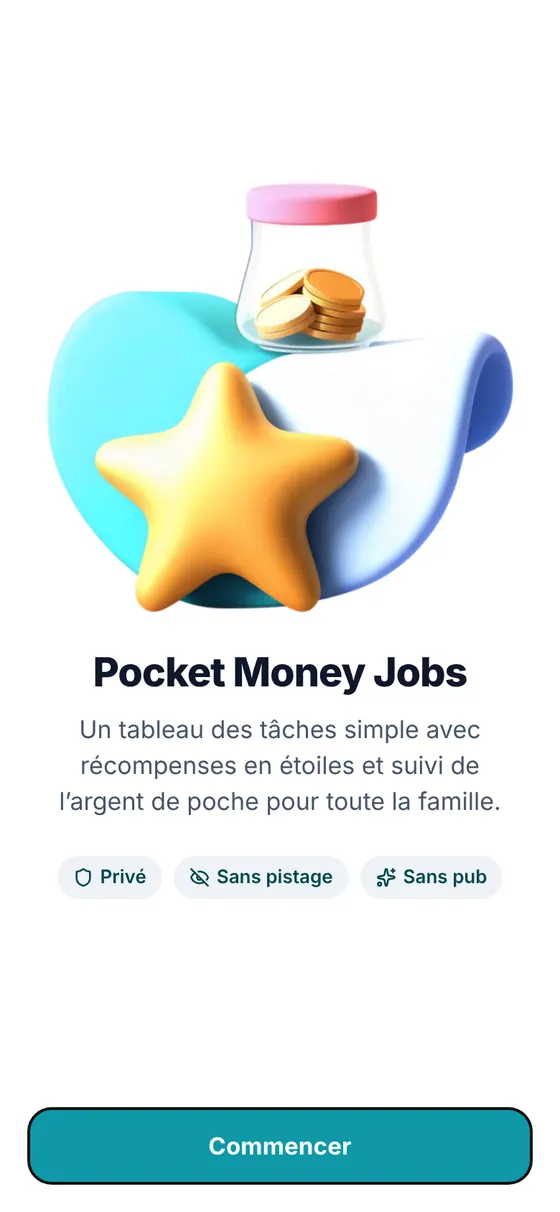 Pocket Money Jobs
Un tableau des tâches simple avec
récompenses en étoiles et suivi de
l’argent de poche pour toute la famille.
Privé Sans pistage Sans pub
Commencer